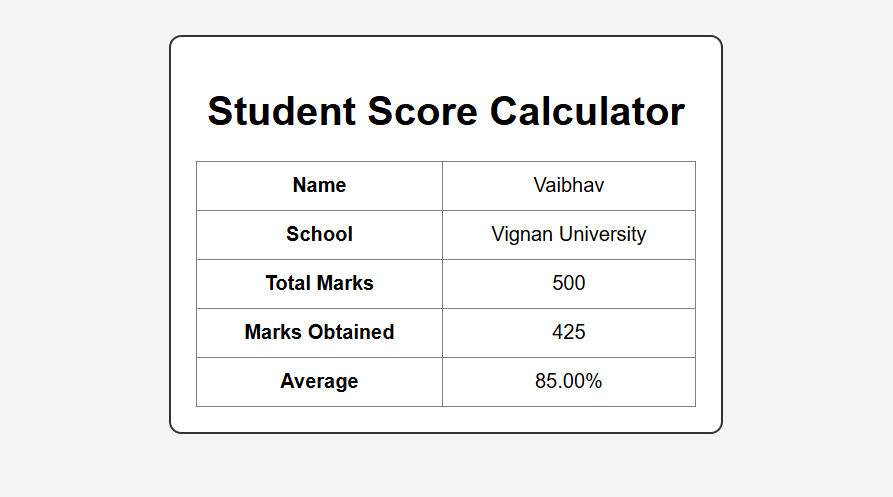 Student Score Calculator
Name Vaibhav
School Vignan University
Total Marks 500
Marks Obtained 425
Average 85.00%